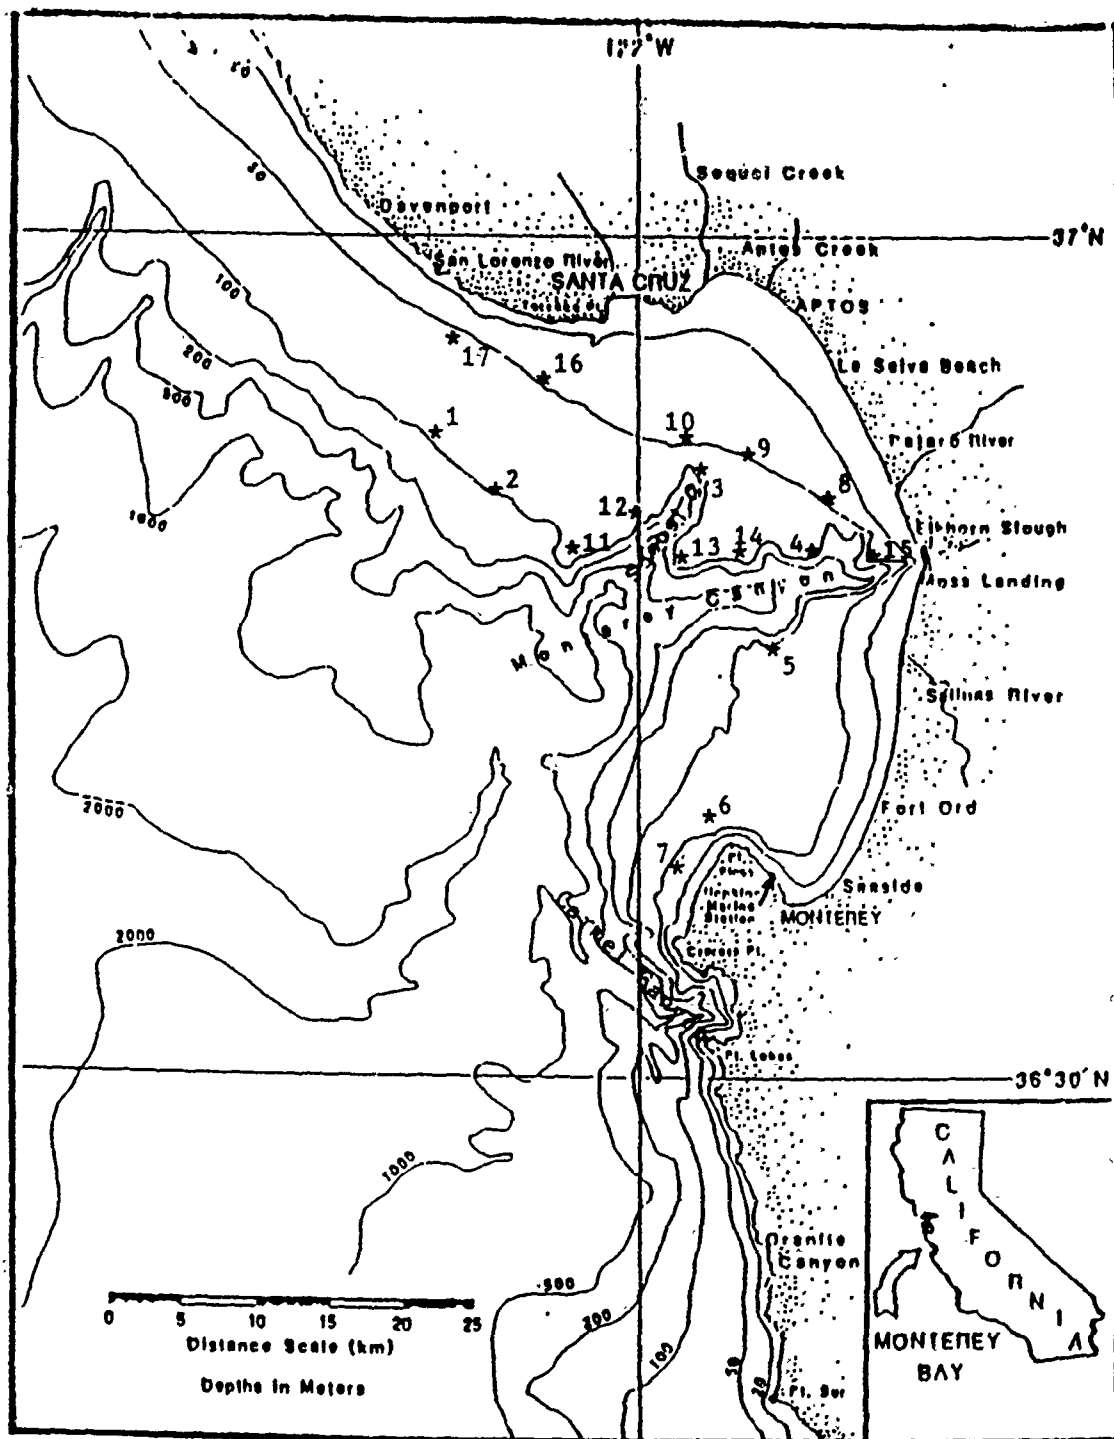 122°W
50
Soquel Creek
Davenport
37°N
Aptos Creek
San Lorenzo River
SANTA CRUZ
100
APTOS
200
17
16
La Selva Beach
500
1
10
Pajaro River
9
2
3
8
1000
12
Elkhorn Slough
11
13
14
4
15
Canyon
Moss Landing
Monterey
5
Salinas River
2000
6
Fort Ord
7
Pt.
Pinos
Seaside
Hopkins
Marine
Station
MONTEREY
2000
Carmel Canyon
Cypress Pt.
Pt. Lobos
36°30'N
CALIFORNIA
1000
Granite
Canyon
500
0 5 10 15 20 25
200
Distance Scale (km)
100
MONTEREY
BAY
50
20
Depths in Meters
Pt. Sur